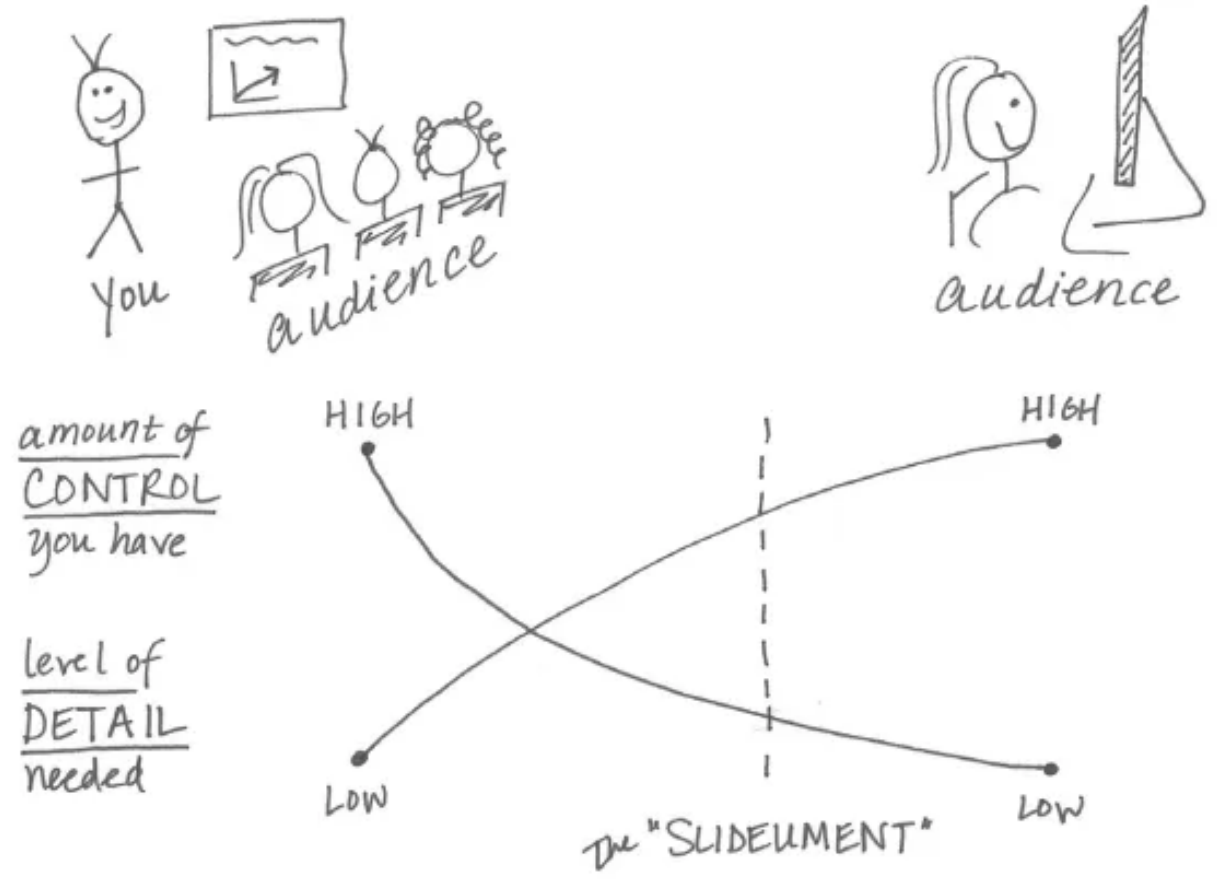 you
audience
audience
amount of
CONTROL
you have
HIGH
HIGH
level of
DETAIL
needed
LOW
LOW
The "SLIDEUMENT"